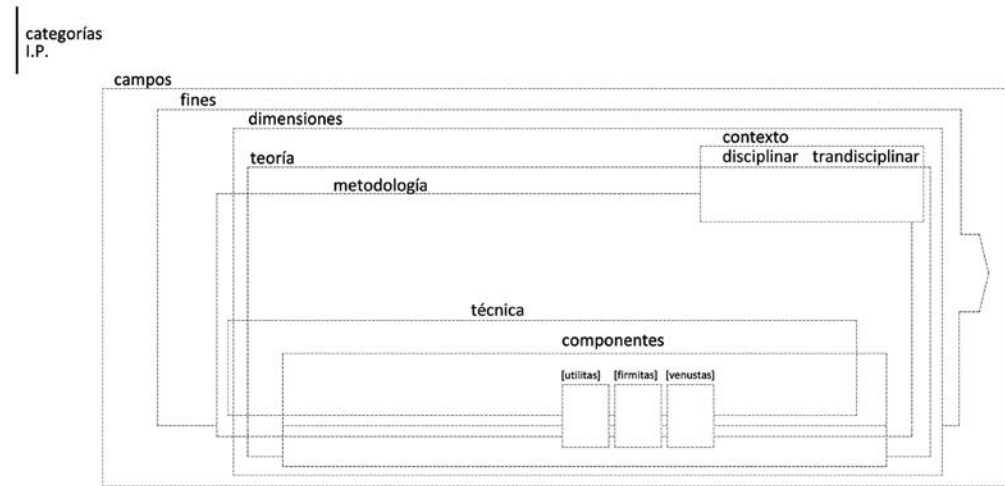 categorías
I.P.
campos
fines
dimensiones
contexto
teoría
disciplinar trandisciplinar
metodología
técnica
componentes
[utilitas] [firmitas] [venustas]